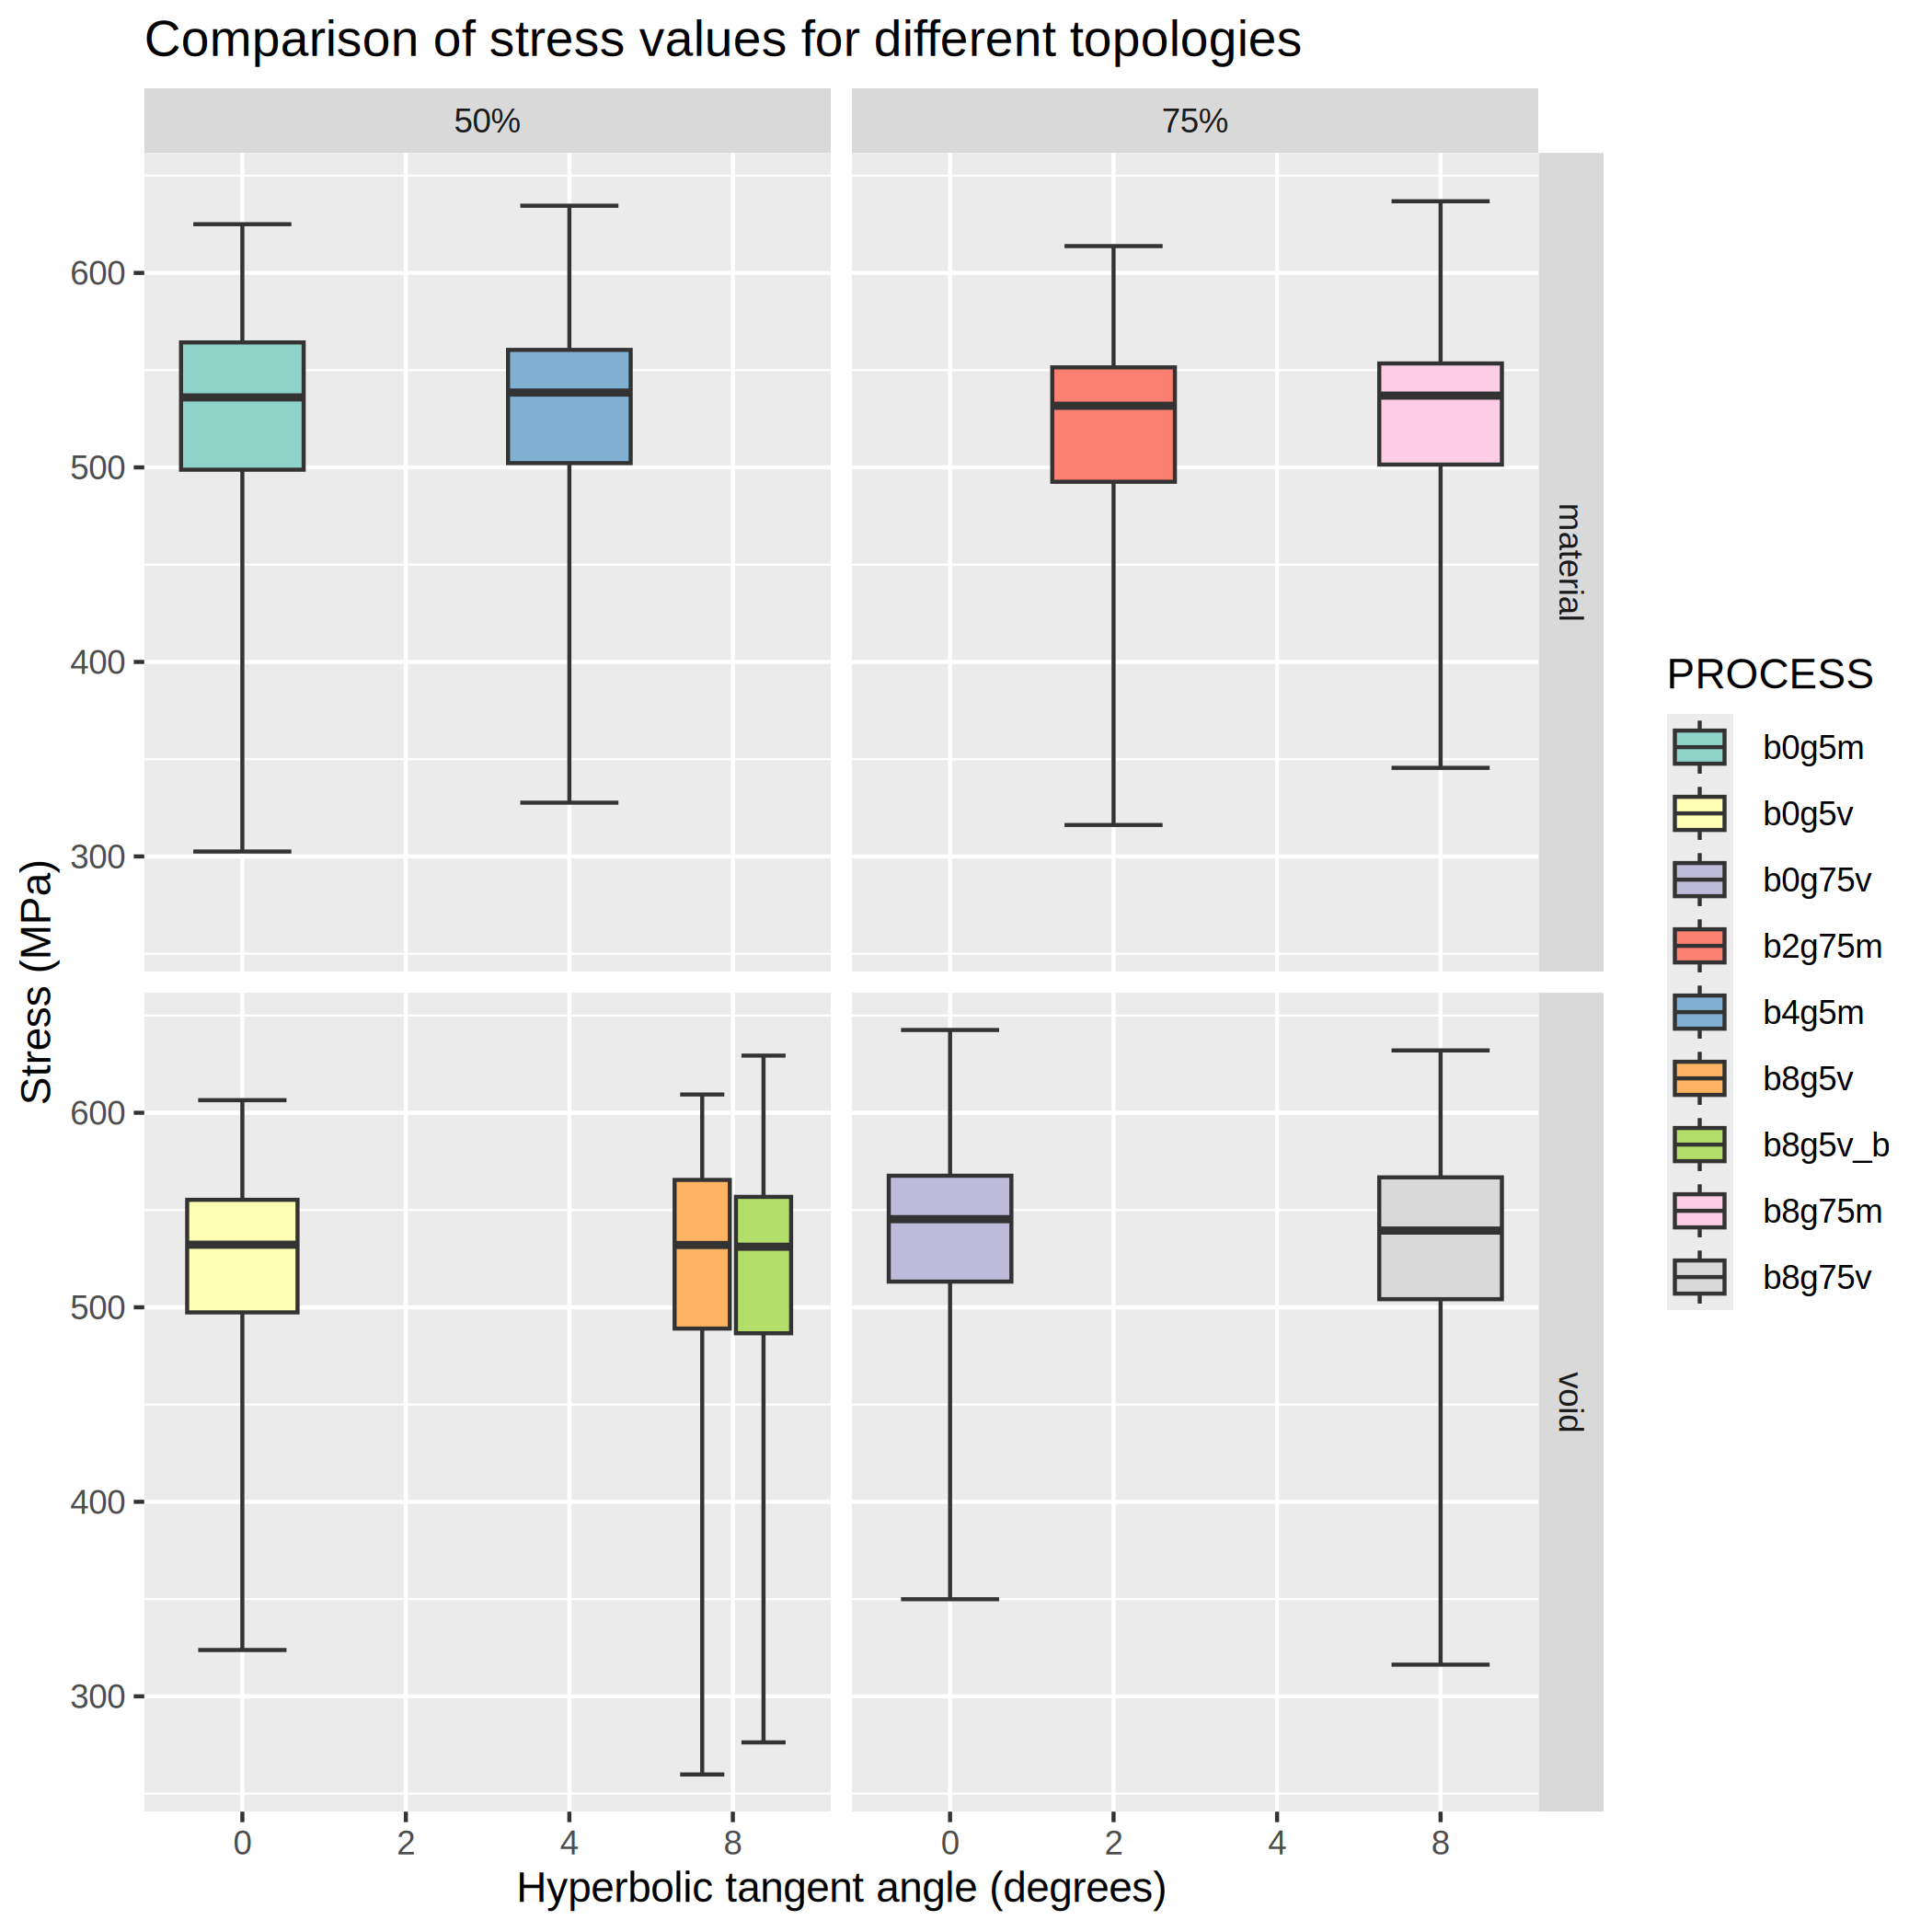 Comparison of stress values for different topologies
50%
75%
600
500
400
300
material
600
500
400
300
void
0
2
4
8
0
2
4
8
Hyperbolic tangent angle (degrees)
Stress (MPa)
PROCESS
b0g5m
b0g5v
b0g75v
b2g75m
b4g5m
b8g5v
b8g5v_b
b8g75m
b8g75v